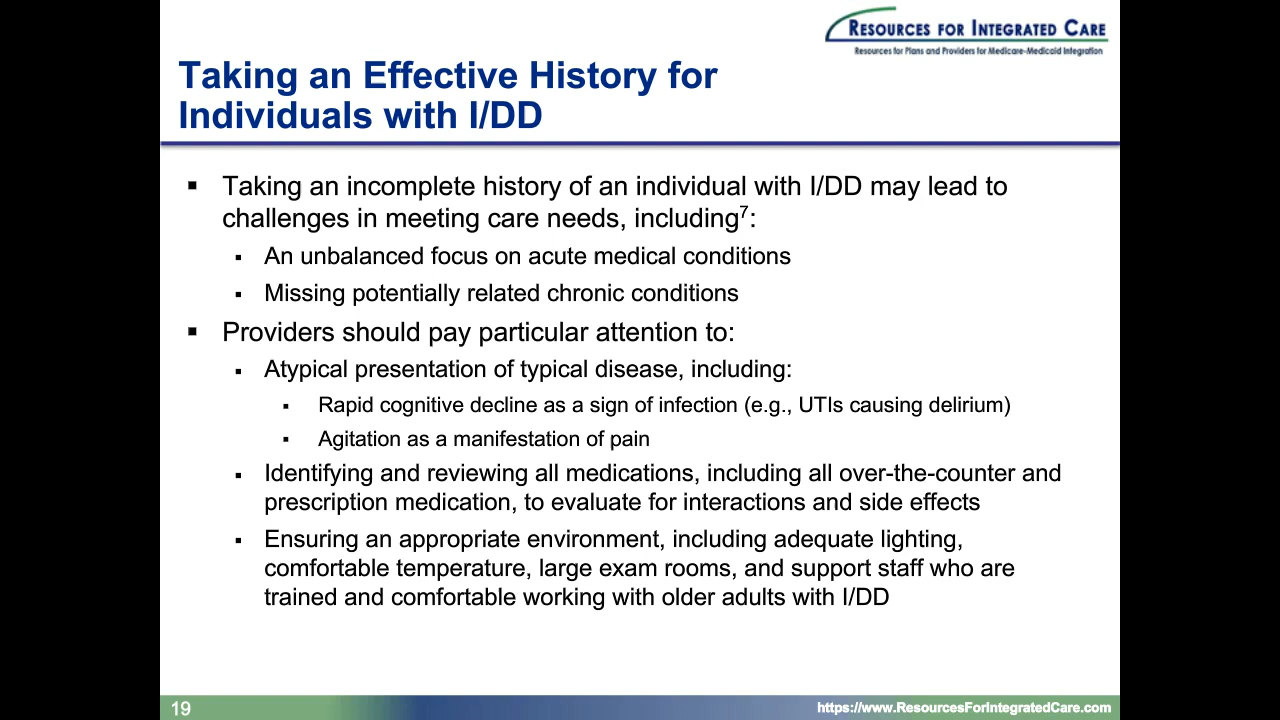 RESOURCES FOR INTEGRATED CARE
Resources for Plans and Providers for Medicare-Medicaid Integration
Taking an Effective History for
Individuals with I/DD
▪ Taking an incomplete history of an individual with I/DD may lead to
challenges in meeting care needs, including⁷:
▪ An unbalanced focus on acute medical conditions
▪ Missing potentially related chronic conditions
▪ Providers should pay particular attention to:
▪ Atypical presentation of typical disease, including:
▪ Rapid cognitive decline as a sign of infection (e.g., UTIs causing delirium)
▪ Agitation as a manifestation of pain
▪ Identifying and reviewing all medications, including all over-the-counter and
prescription medication, to evaluate for interactions and side effects
▪ Ensuring an appropriate environment, including adequate lighting,
comfortable temperature, large exam rooms, and support staff who are
trained and comfortable working with older adults with I/DD
19
https://www.ResourcesForIntegratedCare.com